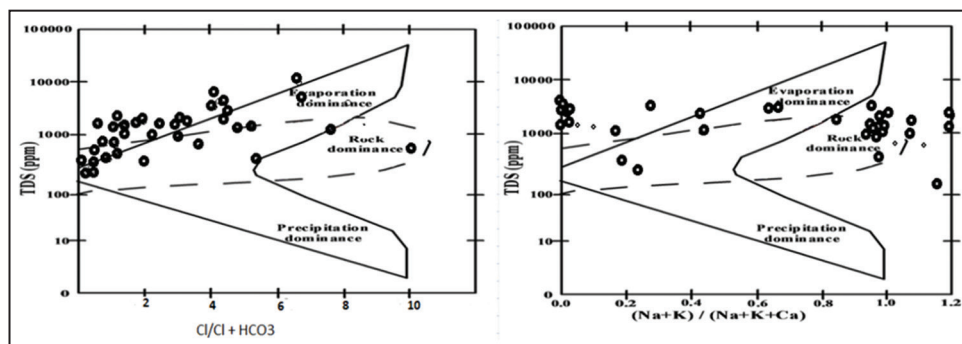 100000
10000
1000
100
10
0
TDS (ppm)
Evaporation
dominance
Rock
dominance
Precipitation
dominance
2
4
6
8
10
Cl/Cl + HCO3
100000
10000
1000
100
10
0
TDS (ppm)
Evaporation
dominance
Rock
dominance
Precipitation
dominance
0.0
0.2
0.4
0.6
0.8
1.0
1.2
(Na+K) / (Na+K+Ca)